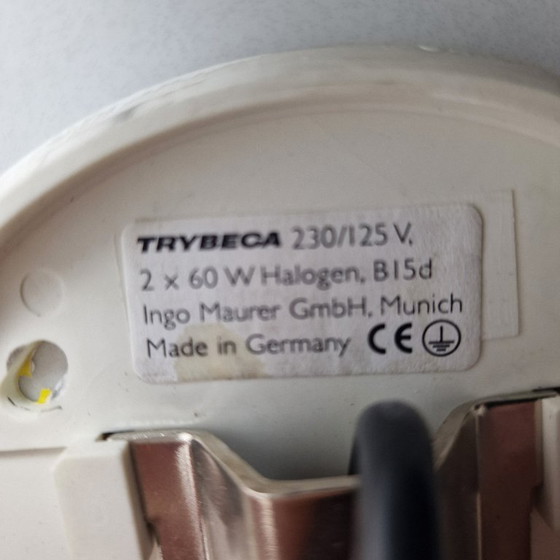 TRYBECA 230/125 V,
2 x 60 W Halogen, B15d
Ingo Maurer GmbH, Munich
Made in Germany CE